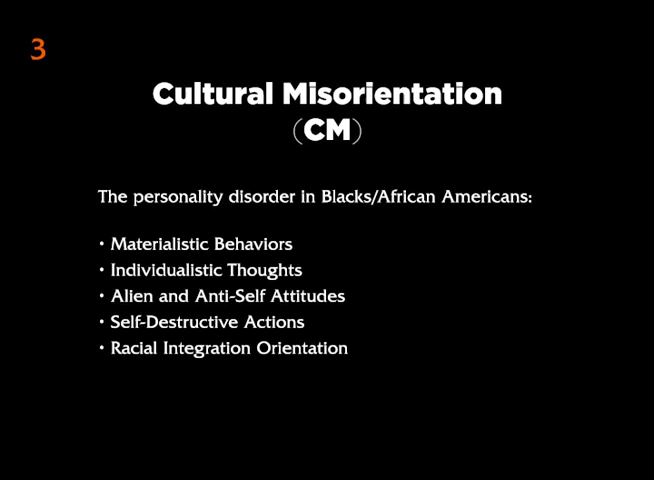 3
Cultural Misorientation
(CM)
The personality disorder in Blacks/African Americans:
• Materialistic Behaviors
• Individualistic Thoughts
• Alien and Anti-Self Attitudes
• Self-Destructive Actions
• Racial Integration Orientation